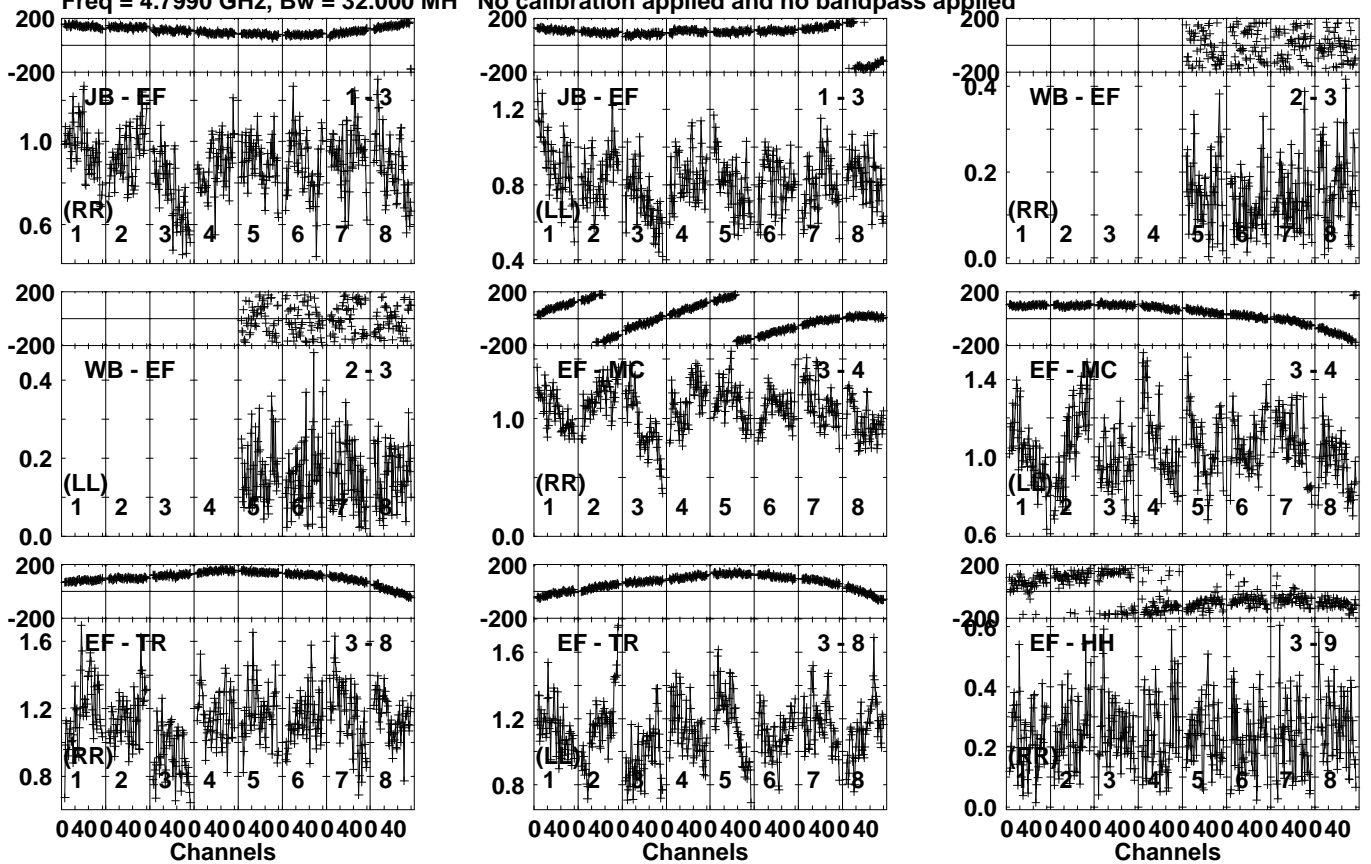 Freq = 4.7990 GHz, Bw = 32.000 MH No calibration applied and no bandpass applied
200
-200
JB - EF 1 - 3
1.0
0.6
(RR)
1 2 3 4 5 6 7 8
200
-200
JB - EF 1 - 3
1.2
0.8
0.4
(LL)
1 2 3 4 5 6 7 8
200
-200
WB - EF 2 - 3
0.4
0.2
0.0
(RR)
1 2 3 4 5 6 7 8
200
-200
WB - EF 2 - 3
0.4
0.2
0.0
(LL)
1 2 3 4 5 6 7 8
200
-200
EF - MC 3 - 4
1.0
0.0
(RR)
1 2 3 4 5 6 7 8
200
-200
EF - MC 3 - 4
1.4
1.0
0.6
(LL)
1 2 3 4 5 6 7 8
200
-200
EF - TR 3 - 8
1.6
1.2
0.8
(RR)
1 2 3 4 5 6 7 8
0 40 0 40 0 40 0 40 0 40 0 40 0 40 0 40
Channels
200
-200
EF - TR 3 - 8
1.6
1.2
0.8
(LL)
1 2 3 4 5 6 7 8
0 40 0 40 0 40 0 40 0 40 0 40 0 40 0 40
Channels
200
-200
EF - HH 3 - 9
0.6
0.4
0.2
0.0
(RR)
1 2 3 4 5 6 7 8
0 40 0 40 0 40 0 40 0 40 0 40 0 40 0 40
Channels